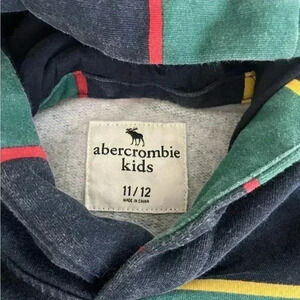 abercrombie
kids
11/12
MADE IN CHINA